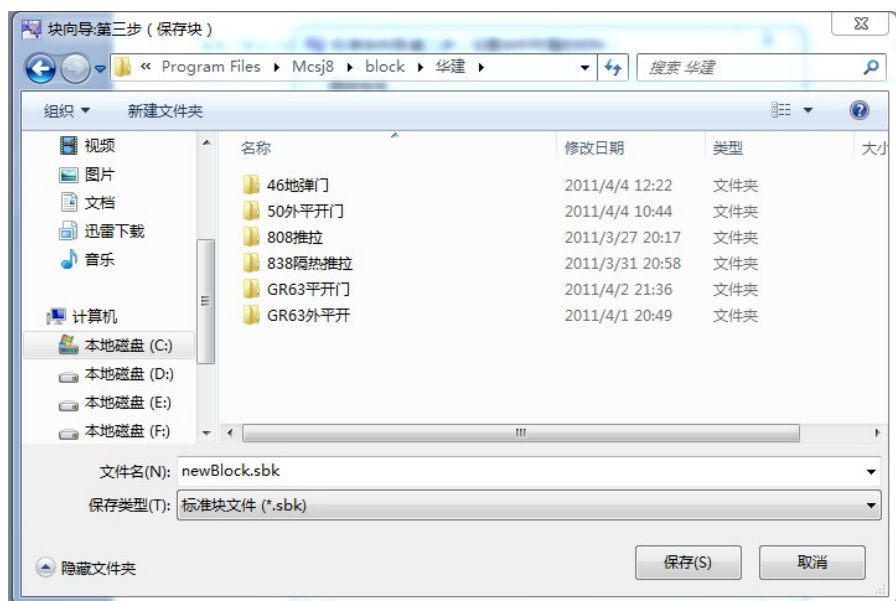 块向导:第三步 ( 保存块 )
« Program Files ▸ Mcsj8 ▸ block ▸ 华建 ▸
搜索 华建
组织 ▼ 新建文件夹
视频
图片
文档
迅雷下载
音乐
计算机
本地磁盘 (C:)
本地磁盘 (D:)
本地磁盘 (E:)
本地磁盘 (F:)
名称 修改日期 类型 大小
46地弹门 2011/4/4 12:22 文件夹
50外平开门 2011/4/4 10:44 文件夹
808推拉 2011/3/27 20:17 文件夹
838隔热推拉 2011/3/31 20:58 文件夹
GR63平开门 2011/4/2 21:36 文件夹
GR63外平开 2011/4/1 20:49 文件夹
文件名(N): newBlock.sbk
保存类型(T): 标准块文件 (*.sbk)
隐藏文件夹
保存(S) 取消